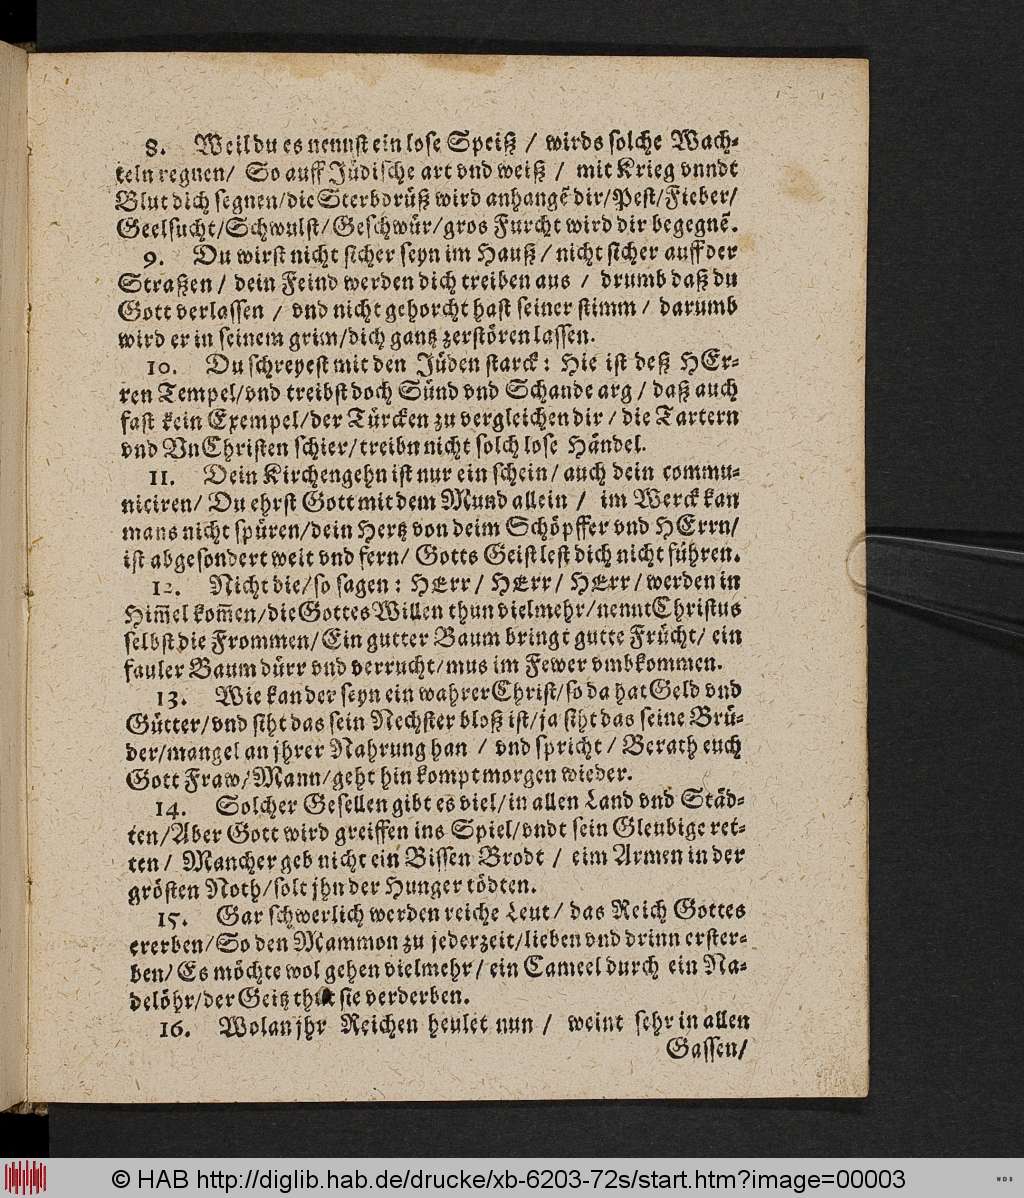 8. Weil du es nennst ein lose Speiß / wirds solche Wach-
teln regnen/ So auff Jüdische art vnd weiß / mit Krieg vnndt
Blut dich segnen/die Sterbdrüß wird anhangẽ dir/Pest/Fieber/
Geelsucht/Schwulst/Geschwür/gros Furcht wird dir begegnẽ.
9. Du wirst nicht sicher seyn im Hauß / nicht sicher auff der
Straßen / dein Feind werden dich treiben aus / drumb daß du
Gott verlassen / vnd nicht gehorcht hast seiner stimm / darumb
wird er in seinem grim/dich gantz zerstören lassen.
10. Du schreyest mit den Jüden starck: Hie ist deß HEr-
ren Tempel/vnd treibst doch Sünd vnd Schande arg / daß auch
fast kein Exempel/der Türcken zu vergleichen dir / die Tartern
vnd VnChristen schier/treibn nicht solch lose Händel.
11. Dein Kirchengehn ist nur ein schein/ auch dein commu-
niciren/ Du ehrst Gott mit dem Mund allein / im Werck kan
mans nicht spüren/dein Hertz von deim Schöpffer vnd HErrn/
ist abgesondert weit vnd fern/ Gotts Geist lest dich nicht führen.
12. Nicht die/so sagen: HErr/ HErr/ HErr/werden in
Him̃el kom̃en/die Gottes Willen thun vielmehr/nennt Christus
selbst die Frommen/Ein gutter Baum bringt gutte Frücht/ ein
fauler Baum dürr vnd verrucht/mus im Fewer vmbkommen.
13. Wie kan der seyn ein wahrer Christ/so da hat Geld vnd
Gütter/vnd siht das sein Nechster bloß ist/ja siht das seine Brü-
der/mangel an jhrer Nahrung han / vnd spricht / Berath euch
Gott Fraw/Mann/geht hin kompt morgen wieder.
14. Solcher Gesellen gibt es viel/in allen Land vnd Städ-
ten/Aber Gott wird greiffen ins Spiel/vndt sein Gleubige ret-
ten / Mancher geb nicht ein Bissen Brodt / eim Armen in der
grösten Noth/solt jhn der Hunger tödten.
15. Gar schwerlich werden reiche Leut / das Reich Gottes
ererben/So den Mammon zu jederzeit/lieben vnd drinn erster-
ben/ Es möchte wol gehen vielmehr/ ein Cameel durch ein Na-
delöhr/der Geitz thut sie verderben.
16. Wolan jhr Reichen heulet nun / weint sehr in allen
Gassen/
© HAB http://diglib.hab.de/drucke/xb-6203-72s/start.htm?image=00003